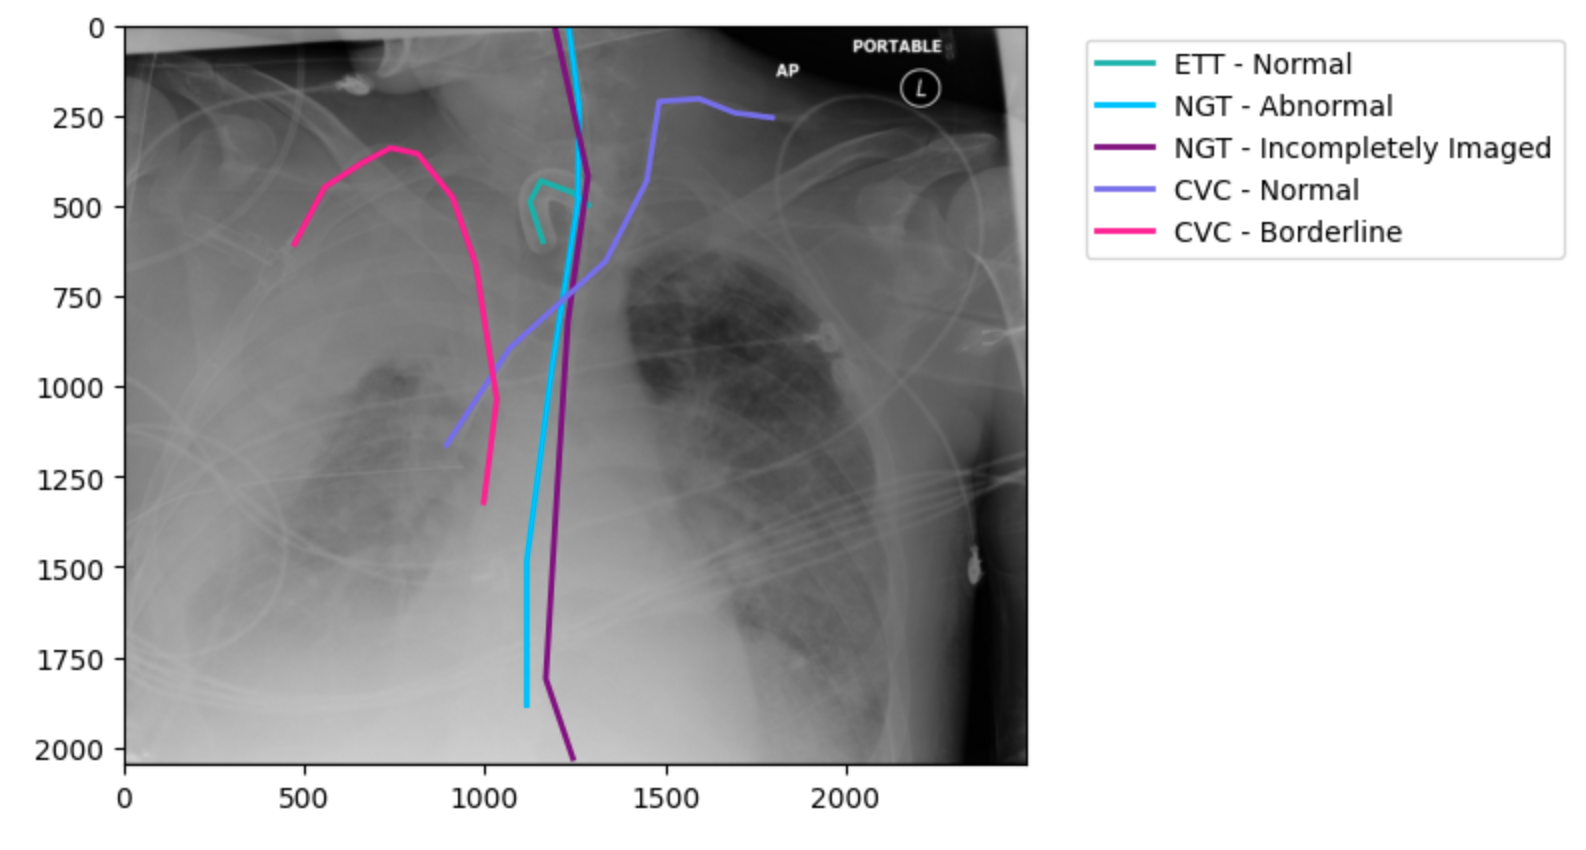 PORTABLE
AP
L
ETT - Normal
NGT - Abnormal
NGT - Incompletely Imaged
CVC - Normal
CVC - Borderline
0
250
500
750
1000
1250
1500
1750
2000
0
500
1000
1500
2000